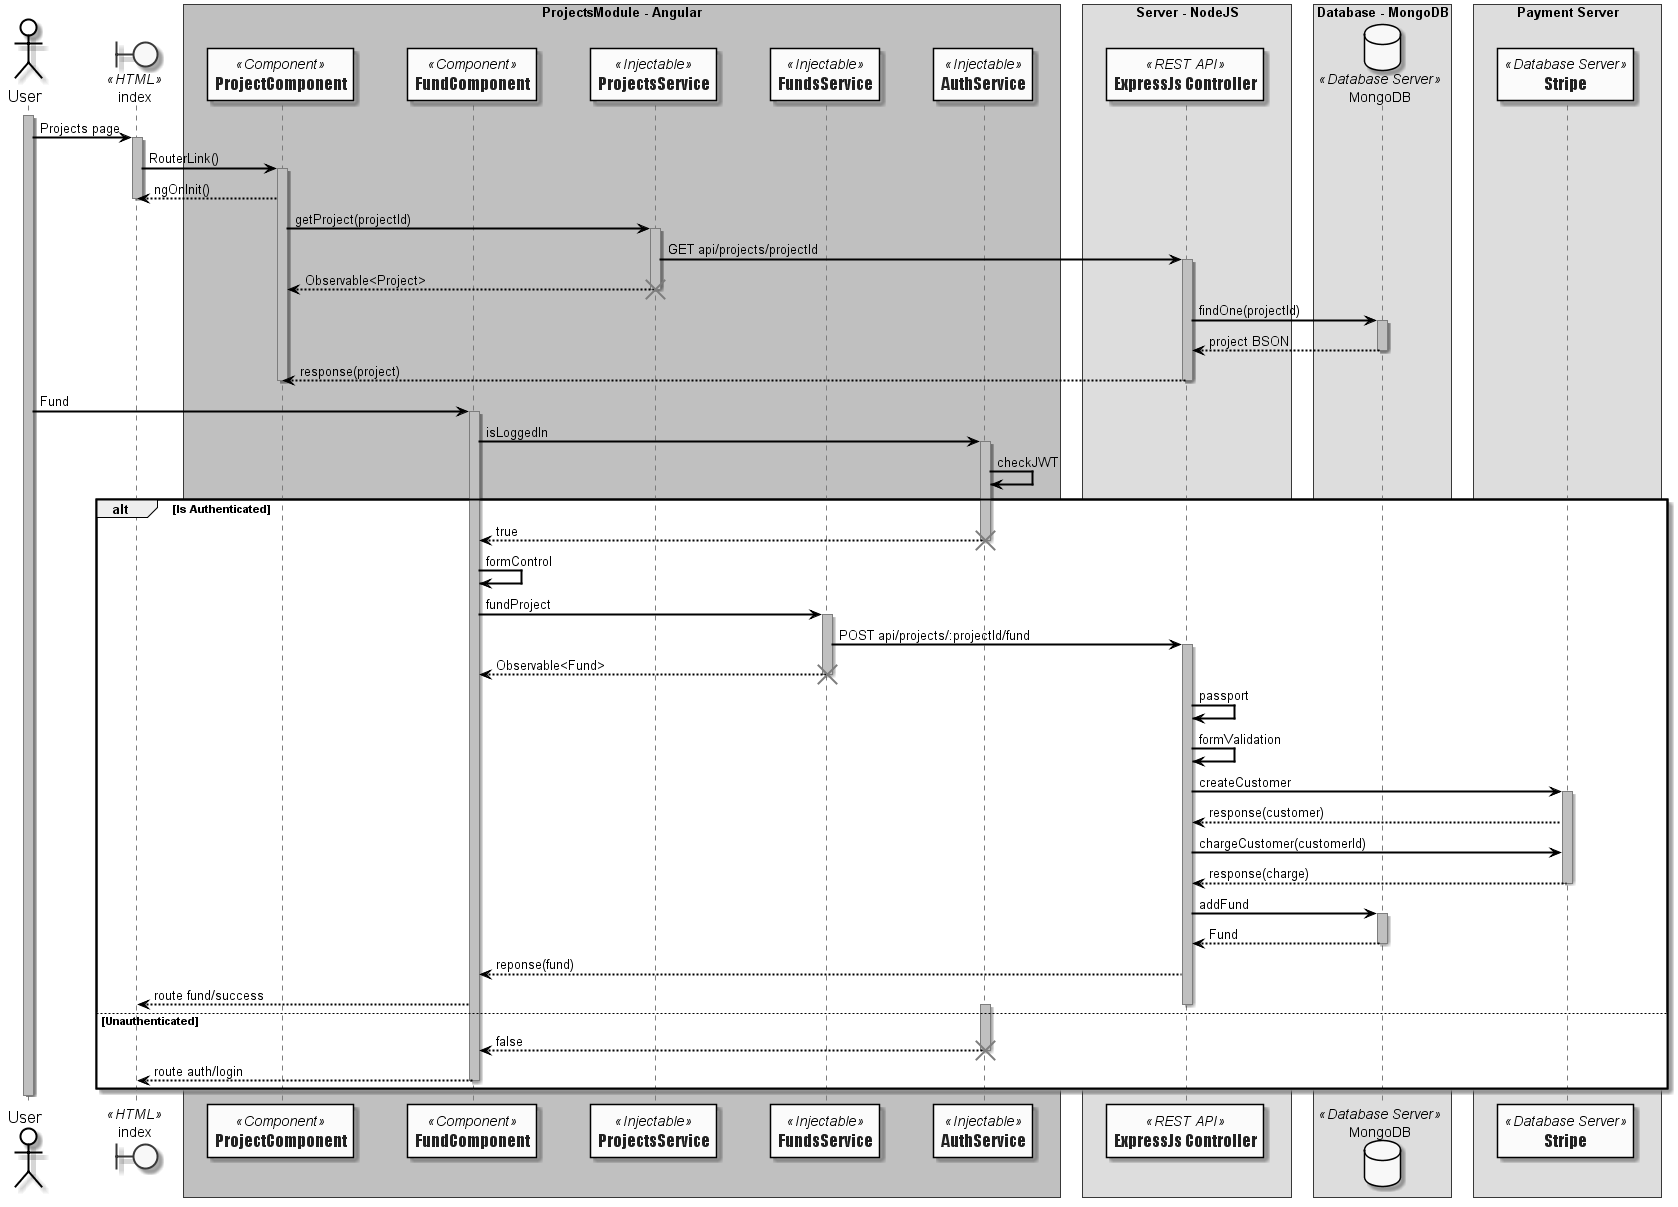 ProjectsModule - Angular
Server - NodeJS
Database - MongoDB
Payment Server
User
«HTML»
index
«Component»
ProjectComponent
«Component»
FundComponent
«Injectable»
ProjectsService
«Injectable»
FundsService
«Injectable»
AuthService
«REST API»
ExpressJs Controller
«Database Server»
MongoDB
«Database Server»
Stripe
Projects page
RouterLink()
ngOnInit()
getProject(projectId)
GET api/projects/projectId
Observable<Project>
findOne(projectId)
project BSON
response(project)
Fund
isLoggedIn
checkJWT
alt
[Is Authenticated]
true
formControl
fundProject
POST api/projects/:projectId/fund
Observable<Fund>
passport
formValidation
createCustomer
response(customer)
chargeCustomer(customerId)
response(charge)
addFund
Fund
reponse(fund)
route fund/success
[Unauthenticated]
false
route auth/login
User
«HTML»
index
«Component»
ProjectComponent
«Component»
FundComponent
«Injectable»
ProjectsService
«Injectable»
FundsService
«Injectable»
AuthService
«REST API»
ExpressJs Controller
«Database Server»
MongoDB
«Database Server»
Stripe